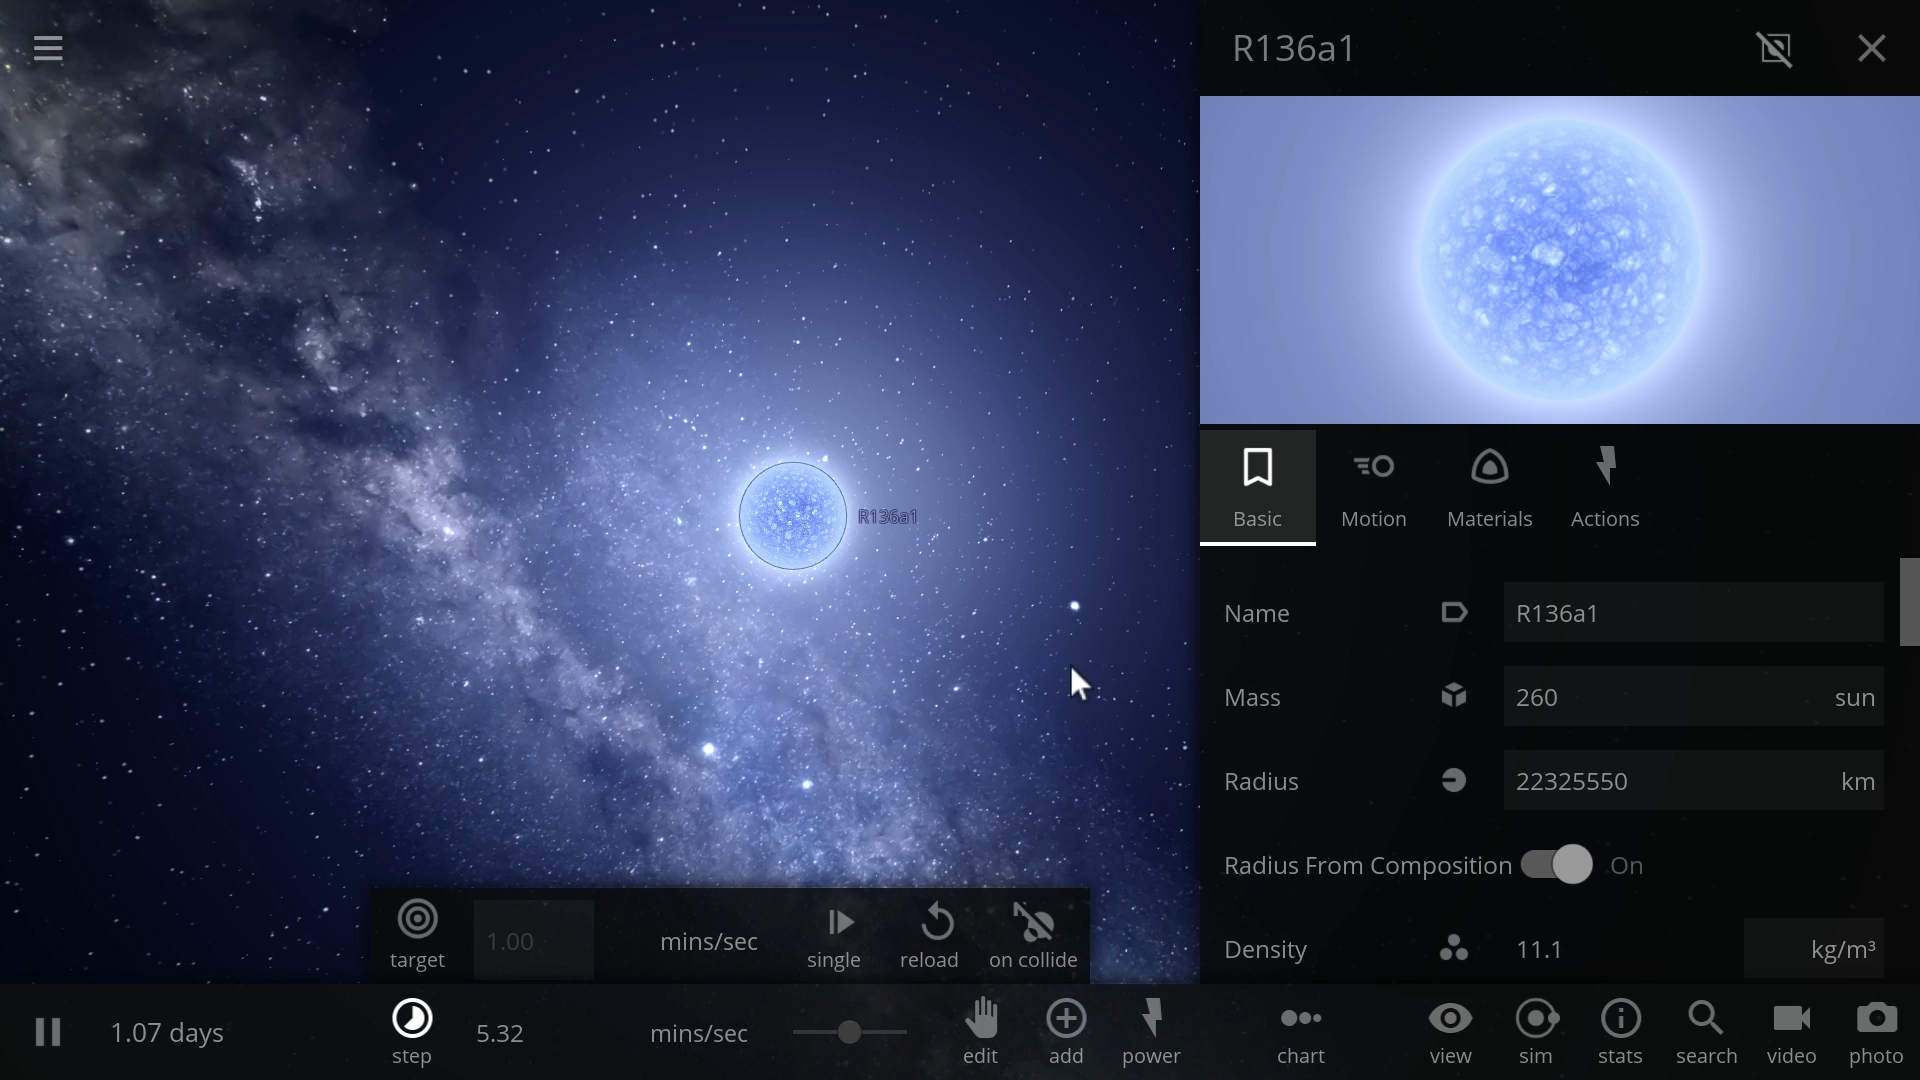 R136a1
R136a1
Basic
Motion
Materials
Actions
Name
R136a1
Mass
260 sun
Radius
22325550 km
Radius From Composition On
Density
11.1 kg/m³
target
1.00
mins/sec
single
reload
on collide
1.07 days
step
5.32
mins/sec
edit
add
power
chart
view
sim
stats
search
video
photo